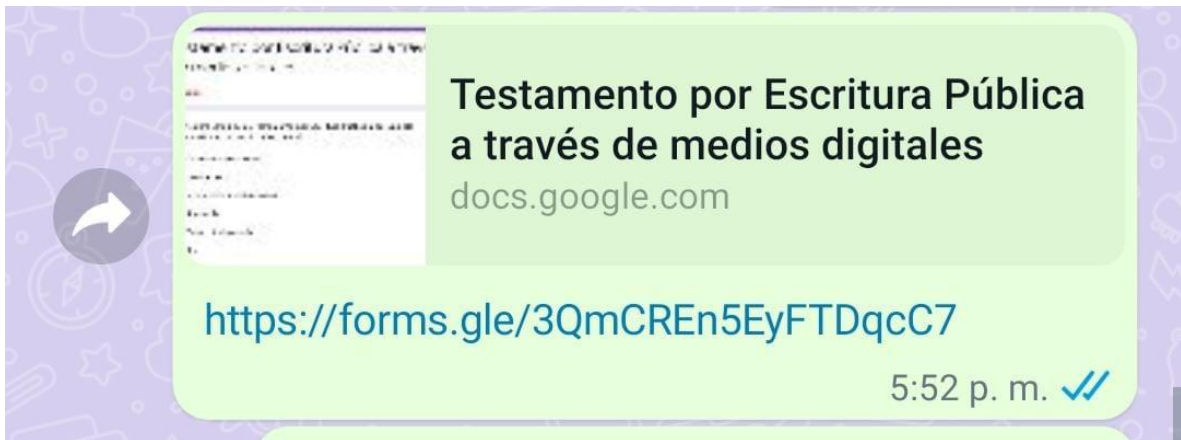 Testamento por Escritura Pública
a través de medios digitales
docs.google.com
https://forms.gle/3QmCREn5EyFTDqcC7
5:52 p. m.